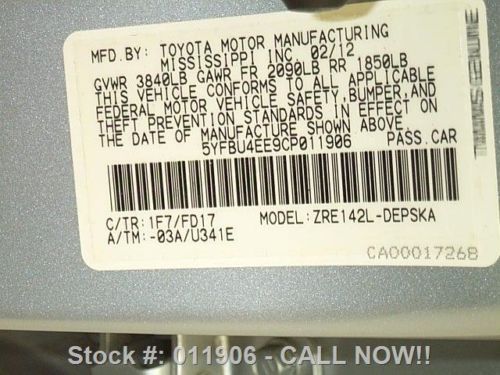 MFD.BY: TOYOTA MOTOR MANUFACTURING
MISSISSIPPI INC. 02/12
GVWR 3840LB GAWR FR 2090LB RR 1850LB
THIS VEHICLE CONFORMS TO ALL APPLICABLE
FEDERAL MOTOR VEHICLE SAFETY,BUMPER,AND
THEFT PREVENTION STANDARDS IN EFFECT ON
THE DATE OF MANUFACTURE SHOWN ABOVE.
5YFBU4EE9CP011906 PASS.CAR
C/TR:1F7/FD17 MODEL:ZRE142L-DEPSKA
A/TM:-03A/U341E
CA00017268
Stock #: 011906 - CALL NOW!!